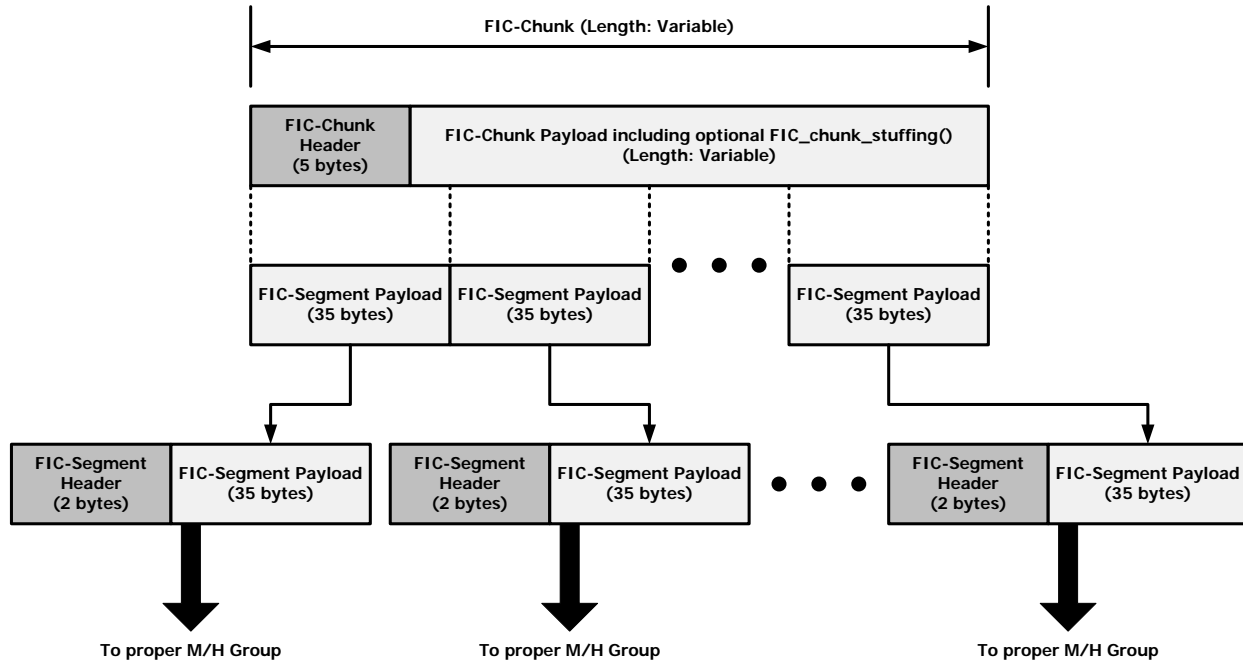 FIC-Chunk (Length: Variable)
FIC-Chunk
Header
(5 bytes)
FIC-Chunk Payload including optional FIC_chunk_stuffing()
(Length: Variable)
FIC-Segment Payload
(35 bytes)
FIC-Segment Payload
(35 bytes)
FIC-Segment Payload
(35 bytes)
FIC-Segment
Header
(2 bytes)
FIC-Segment Payload
(35 bytes)
FIC-Segment
Header
(2 bytes)
FIC-Segment Payload
(35 bytes)
FIC-Segment
Header
(2 bytes)
FIC-Segment Payload
(35 bytes)
To proper M/H Group
To proper M/H Group
To proper M/H Group